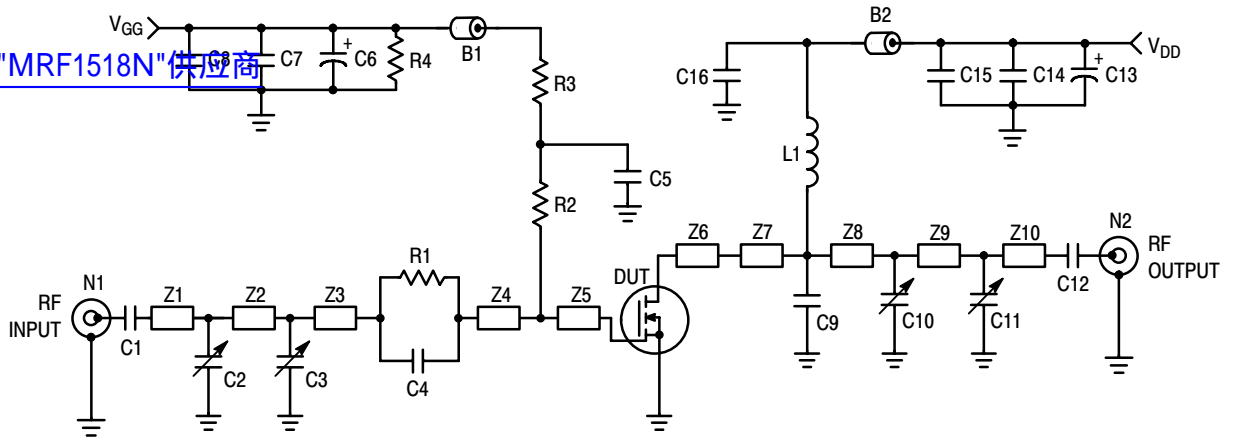 VGG
B1
B2
VDD
"MRF1518N"供应商
C8
C7
+
C6
R4
C16
C15
C14
+
C13
R3
L1
C5
R2
N2
Z6
Z7
Z8
Z9
Z10
RF
OUTPUT
R1
DUT
C12
N1
RF
INPUT
Z1
Z2
Z3
Z4
Z5
C9
C10
C11
C1
C2
C3
C4